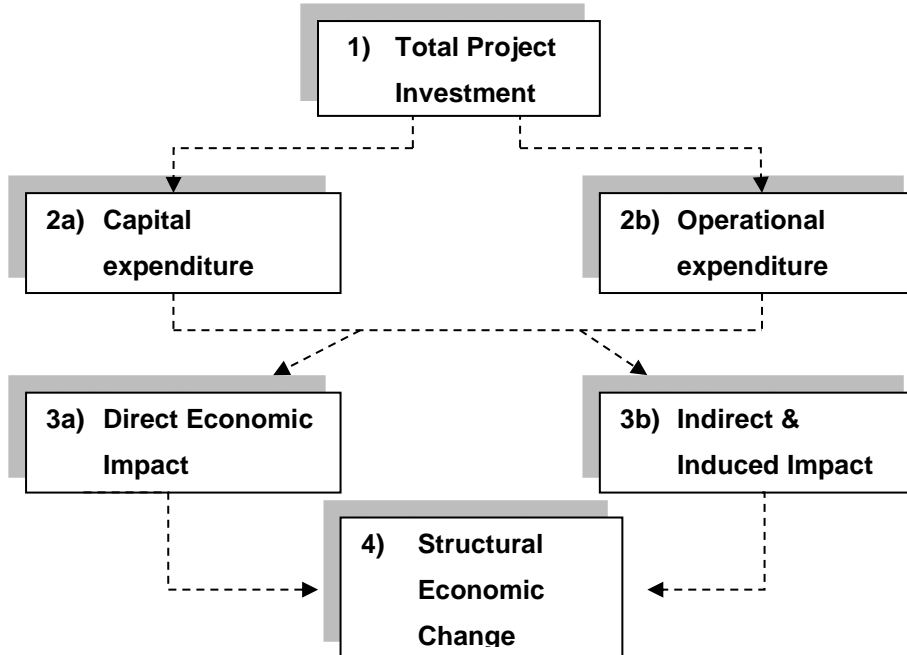 1) Total Project
Investment
2a) Capital
expenditure
2b) Operational
expenditure
3a) Direct Economic
Impact
3b) Indirect &
Induced Impact
4) Structural
Economic
Change